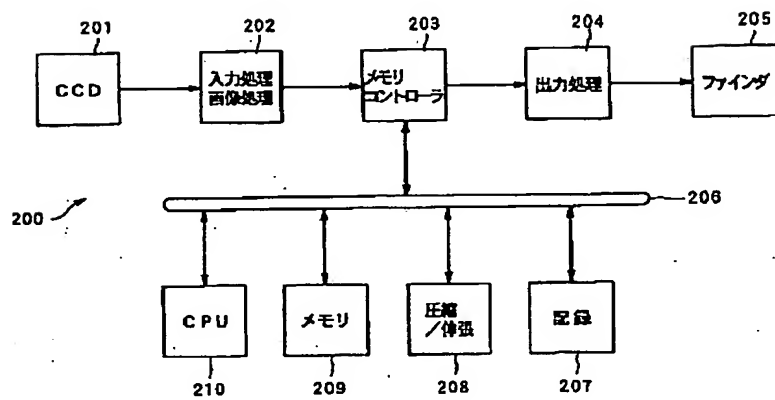 201
202
203
204
205
CCD
入力処理
画像処理
メモリ
コントローラ
出力処理
ファインダ
200
206
CPU
メモリ
圧縮
/伸張
記録
210
209
208
207